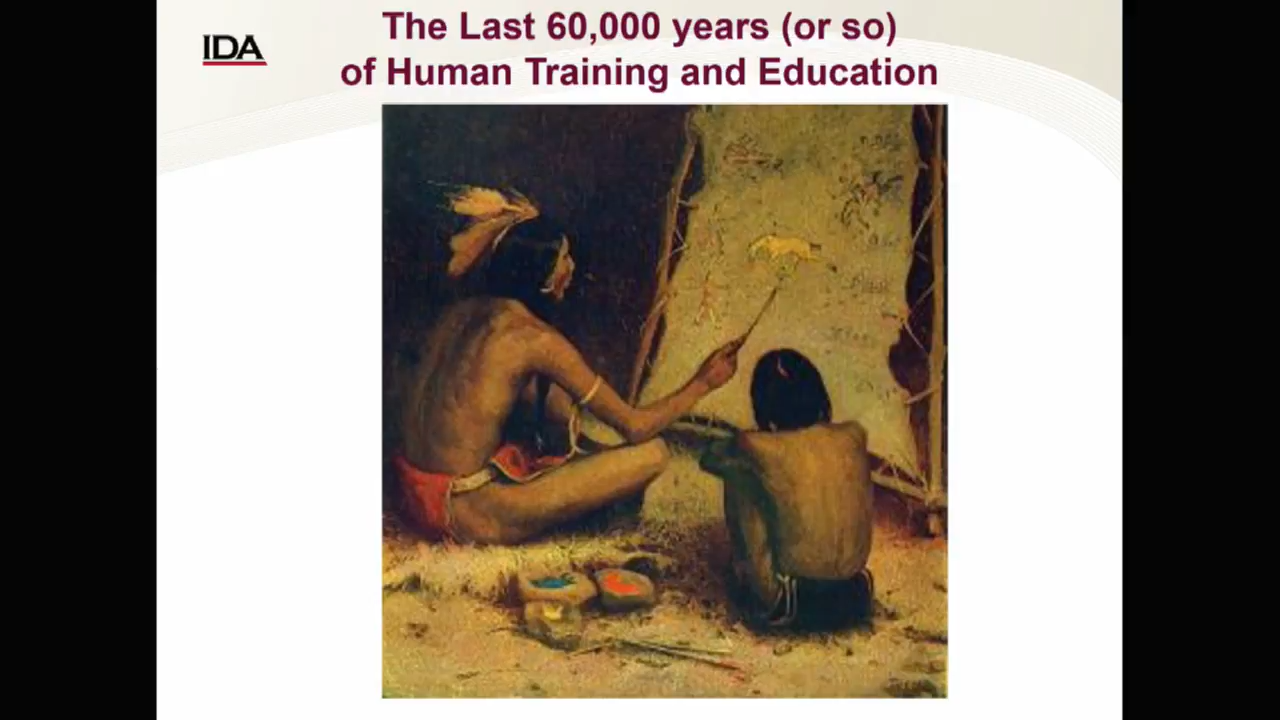 The Last 60,000 years (or so)
IDA
of Human Training and Education